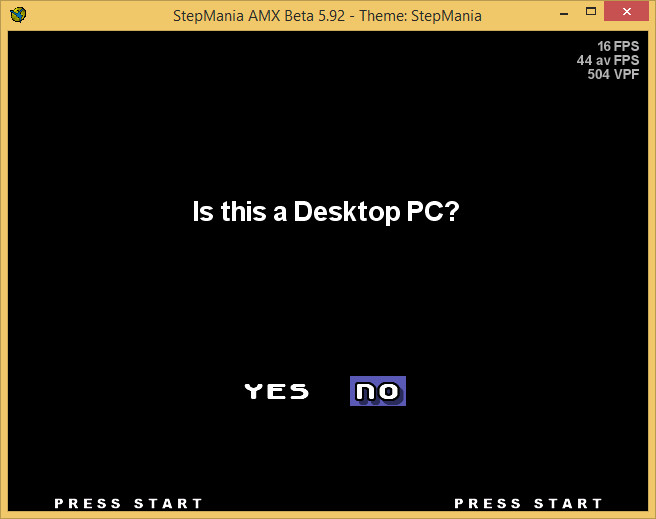 StepMania AMX Beta 5.92 - Theme: StepMania
16 FPS
44 av FPS
504 VPF
Is this a Desktop PC?
YES NO
PRESS START PRESS START